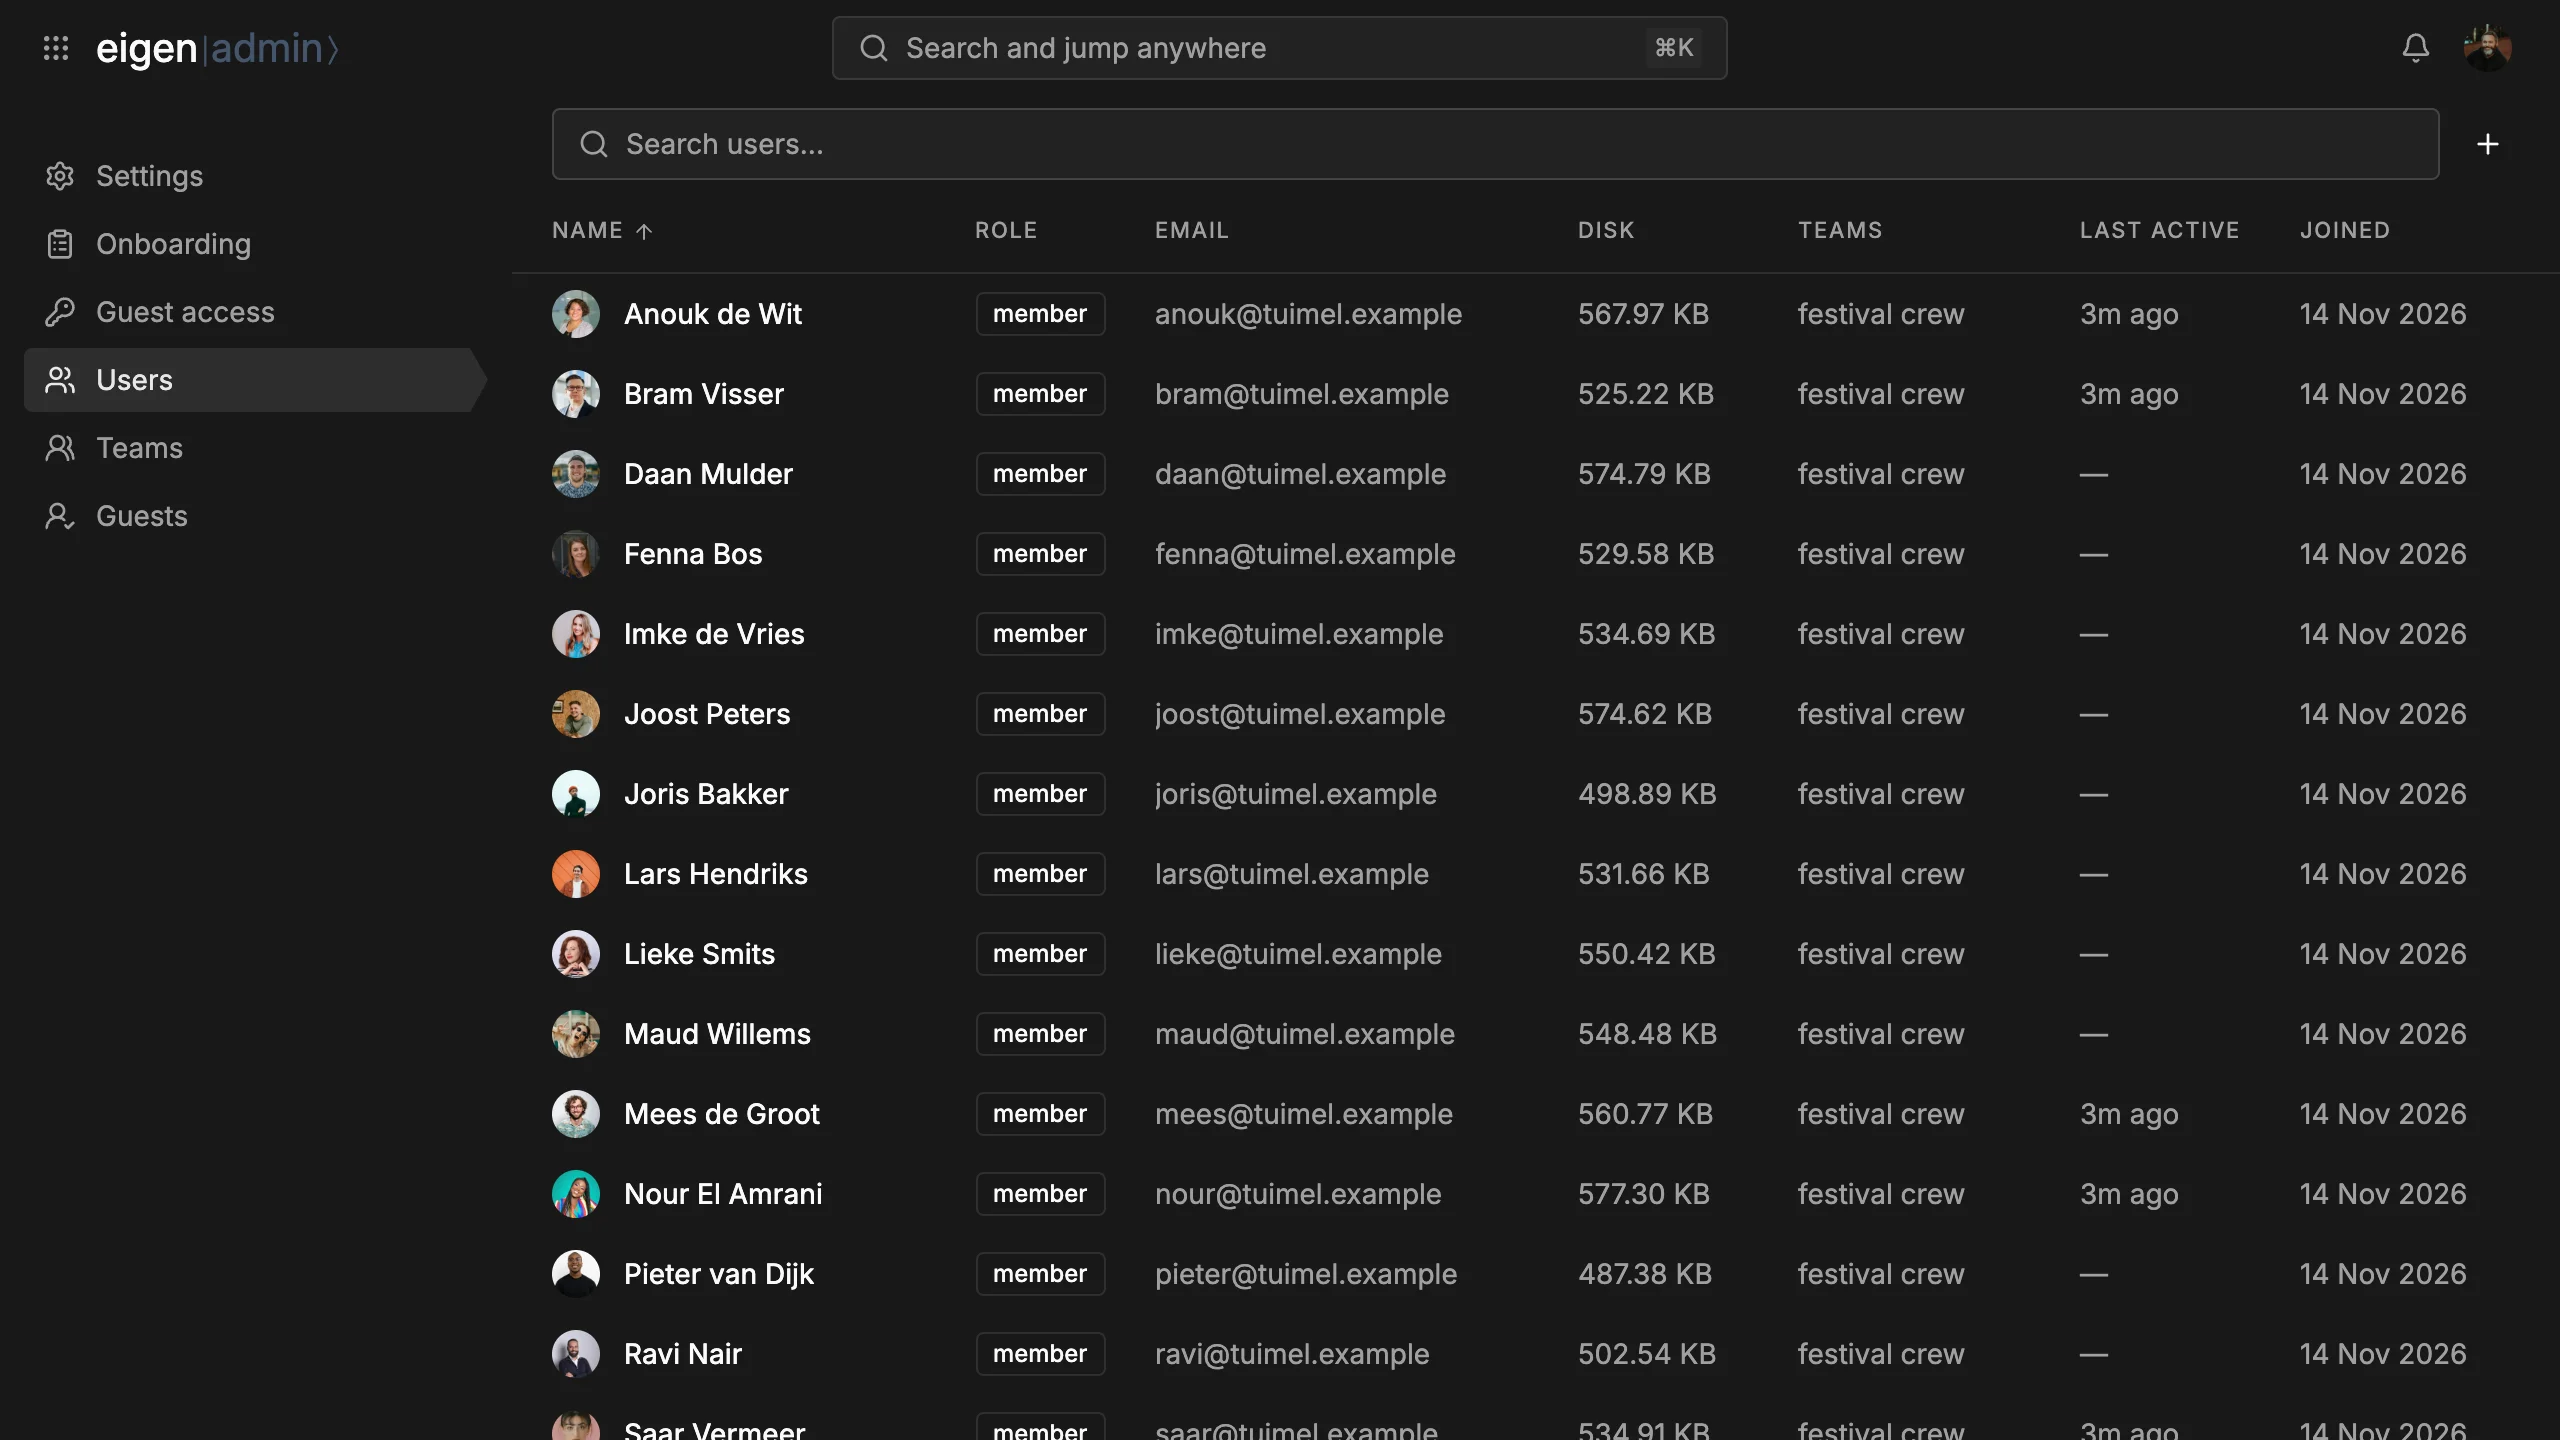 eigen|admin
Search and jump anywhere ⌘K
Search users...
Settings
Onboarding
Guest access
Users
Teams
Guests
NAME ROLE EMAIL DISK TEAMS LAST ACTIVE JOINED
Anouk de Wit member anouk@tuimel.example 567.97 KB festival crew 3m ago 14 Nov 2026
Bram Visser member bram@tuimel.example 525.22 KB festival crew 3m ago 14 Nov 2026
Daan Mulder member daan@tuimel.example 574.79 KB festival crew — 14 Nov 2026
Fenna Bos member fenna@tuimel.example 529.58 KB festival crew — 14 Nov 2026
Imke de Vries member imke@tuimel.example 534.69 KB festival crew — 14 Nov 2026
Joost Peters member joost@tuimel.example 574.62 KB festival crew — 14 Nov 2026
Joris Bakker member joris@tuimel.example 498.89 KB festival crew — 14 Nov 2026
Lars Hendriks member lars@tuimel.example 531.66 KB festival crew — 14 Nov 2026
Lieke Smits member lieke@tuimel.example 550.42 KB festival crew — 14 Nov 2026
Maud Willems member maud@tuimel.example 548.48 KB festival crew — 14 Nov 2026
Mees de Groot member mees@tuimel.example 560.77 KB festival crew 3m ago 14 Nov 2026
Nour El Amrani member nour@tuimel.example 577.30 KB festival crew 3m ago 14 Nov 2026
Pieter van Dijk member pieter@tuimel.example 487.38 KB festival crew — 14 Nov 2026
Ravi Nair member ravi@tuimel.example 502.54 KB festival crew — 14 Nov 2026
Saar Vermeer member saar@tuimel.example 534.91 KB festival crew 3m ago 14 Nov 2026